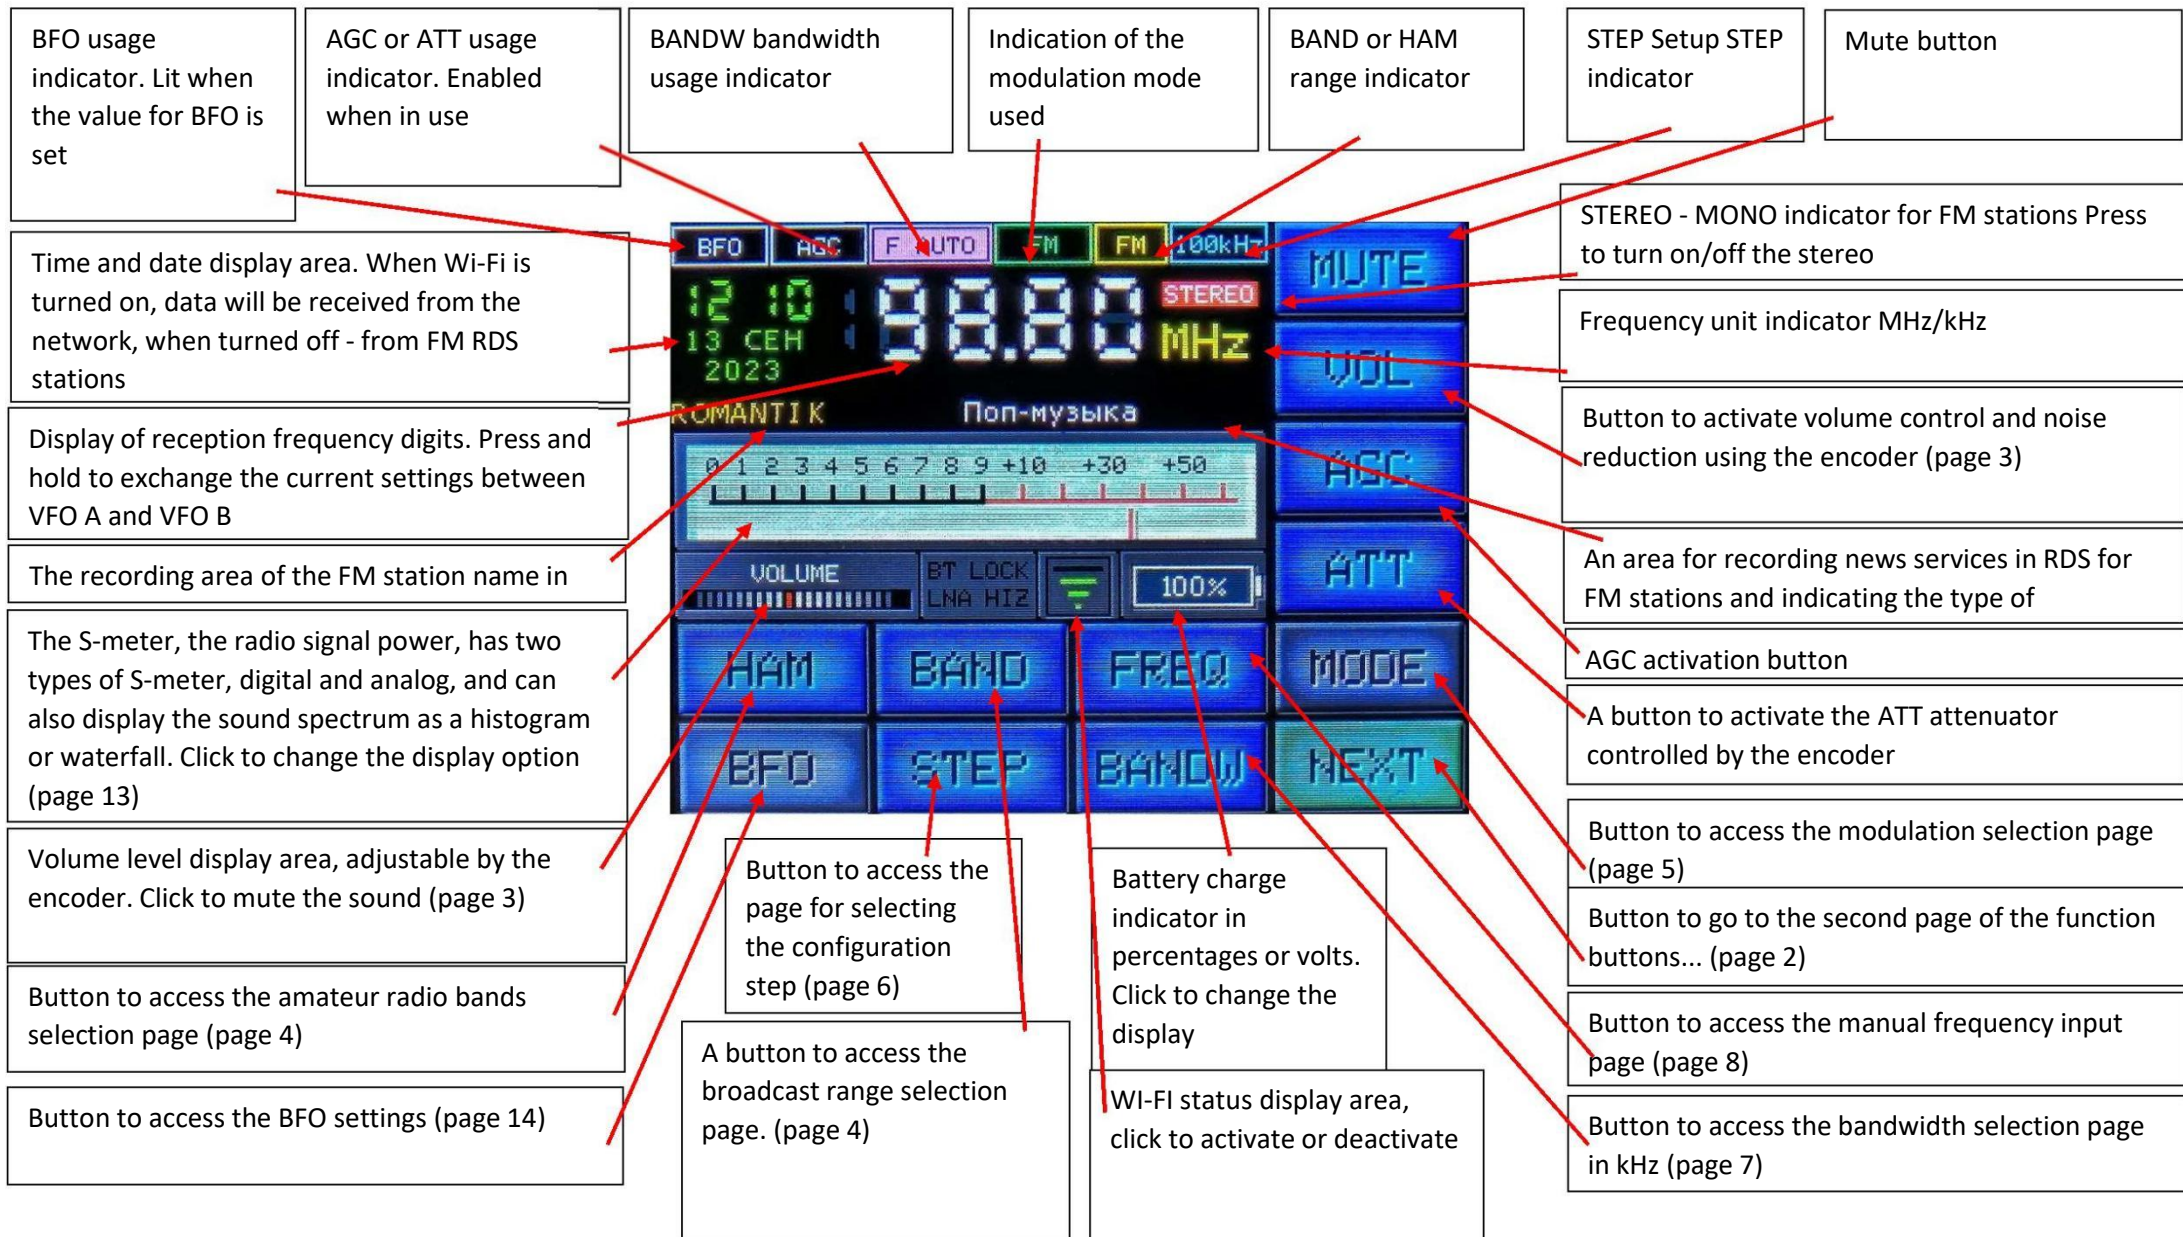 BFO usage
indicator. Lit when
the value for BFO is
set
AGC or ATT usage
indicator. Enabled
when in use
BANDW bandwidth
usage indicator
Indication of the
modulation mode
used
BAND or HAM
range indicator
STEP Setup STEP
indicator
Mute button
Time and date display area. When Wi-Fi is
turned on, data will be received from the
network, when turned off - from FM RDS
stations
Display of reception frequency digits. Press and
hold to exchange the current settings between
VFO A and VFO B
The recording area of the FM station name in
The S-meter, the radio signal power, has two
types of S-meter, digital and analog, and can
also display the sound spectrum as a histogram
or waterfall. Click to change the display option
(page 13)
Volume level display area, adjustable by the
encoder. Click to mute the sound (page 3)
Button to access the amateur radio bands
selection page (page 4)
Button to access the BFO settings (page 14)
BFO AGC F AUTO FM FM 100kHz
12 10 98.80 STEREO
13 СЕН MHz
2023
ROMANTIK Поп-музыка
0 1 2 3 4 5 6 7 8 9 +10 +30 +50
VOLUME BT LOCK
LNA HIZ 100%
MUTE
VOL
AGC
ATT
HAM BAND FREQ MODE
BFO STEP BANDW NEXT
Button to access the
page for selecting
the configuration
step (page 6)
A button to access the
broadcast range selection
page. (page 4)
Battery charge
indicator in
percentages or volts.
Click to change the
display
WI-FI status display area,
click to activate or deactivate
STEREO - MONO indicator for FM stations Press
to turn on/off the stereo
Frequency unit indicator MHz/kHz
Button to activate volume control and noise
reduction using the encoder (page 3)
An area for recording news services in RDS for
FM stations and indicating the type of
AGC activation button
A button to activate the ATT attenuator
controlled by the encoder
Button to access the modulation selection page
(page 5)
Button to go to the second page of the function
buttons... (page 2)
Button to access the manual frequency input
page (page 8)
Button to access the bandwidth selection page
in kHz (page 7)